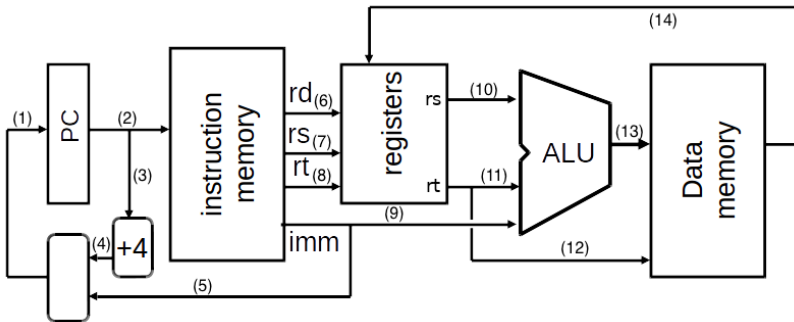 (14)
(1)
PC
(2)
(3)
+4
(4)
(5)
instruction
memory
rd (6)
rs (7)
rt (8)
imm
(9)
registers
rs
rt
(10)
(11)
(12)
ALU
(13)
Data
memory